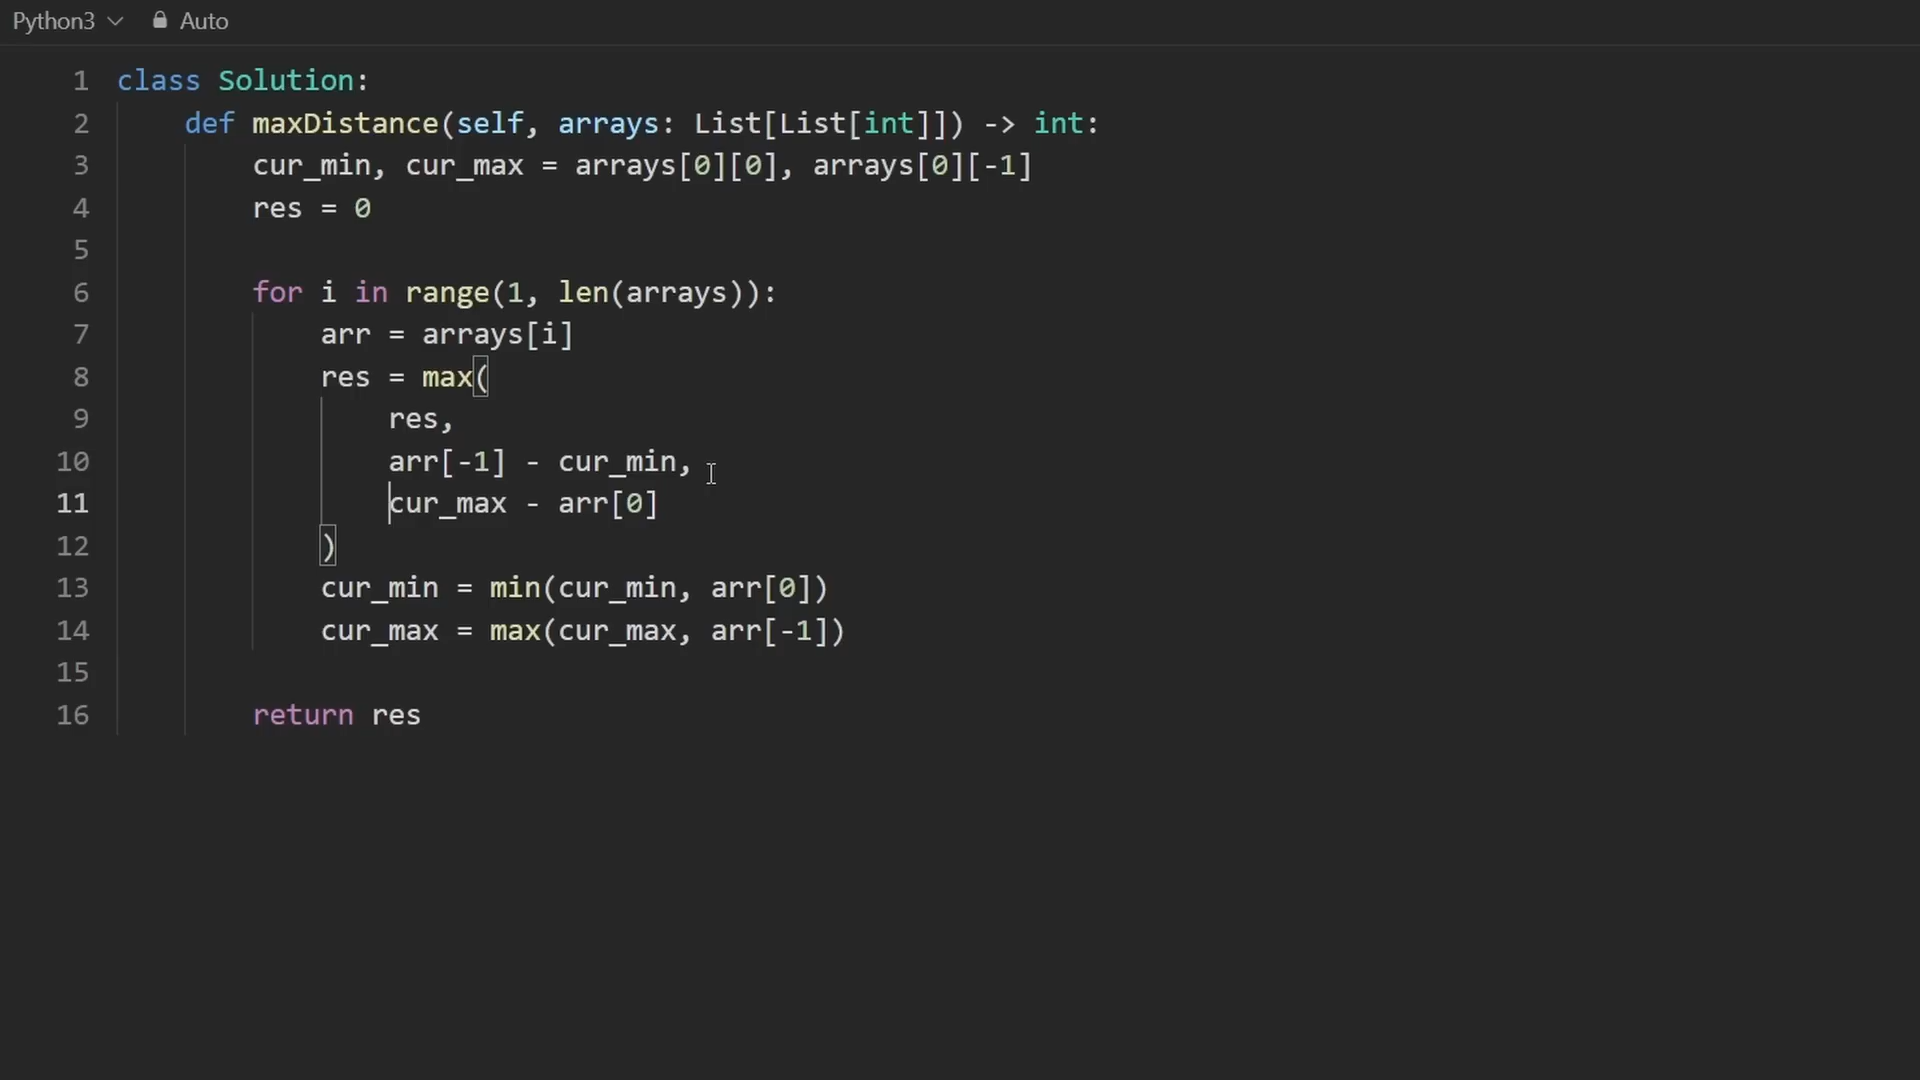 Python3 Auto
1 class Solution:
2 def maxDistance(self, arrays: List[List[int]]) -> int:
3 cur_min, cur_max = arrays[0][0], arrays[0][-1]
4 res = 0
5
6 for i in range(1, len(arrays)):
7 arr = arrays[i]
8 res = max(
9 res,
10 arr[-1] - cur_min,
11 cur_max - arr[0]
12 )
13 cur_min = min(cur_min, arr[0])
14 cur_max = max(cur_max, arr[-1])
15
16 return res